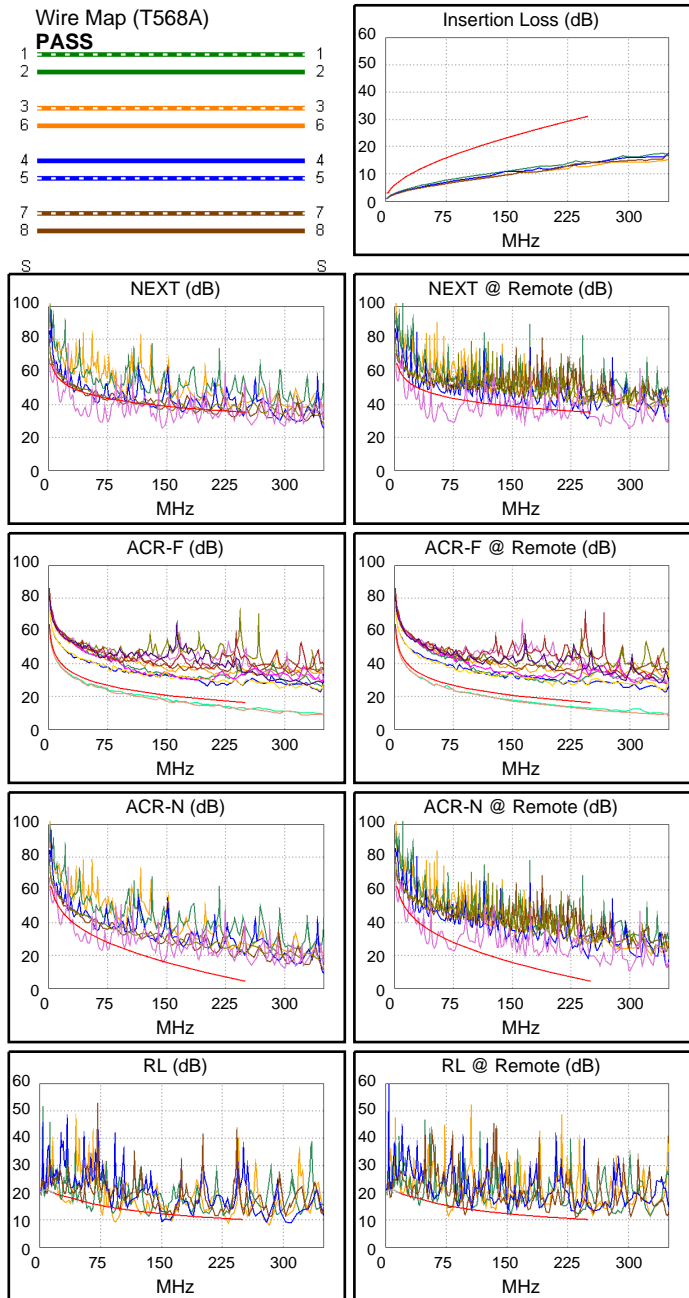 Wire Map (T568A)
PASS
1 1
2 2
3 3
6 6
4 4
5 5
7 7
8 8
S S
Insertion Loss (dB)
60
50
40
30
20
10
0
0 75 150 225 300
MHz
NEXT (dB)
100
80
60
40
20
0
0 75 150 225 300
MHz
NEXT @ Remote (dB)
100
80
60
40
20
0
0 75 150 225 300
MHz
ACR-F (dB)
100
80
60
40
20
0
0 75 150 225 300
MHz
ACR-F @ Remote (dB)
100
80
60
40
20
0
0 75 150 225 300
MHz
ACR-N (dB)
100
80
60
40
20
0
0 75 150 225 300
MHz
ACR-N @ Remote (dB)
100
80
60
40
20
0
0 75 150 225 300
MHz
RL (dB)
60
50
40
30
20
10
0
0 75 150 225 300
MHz
RL @ Remote (dB)
60
50
40
30
20
10
0
0 75 150 225 300
MHz